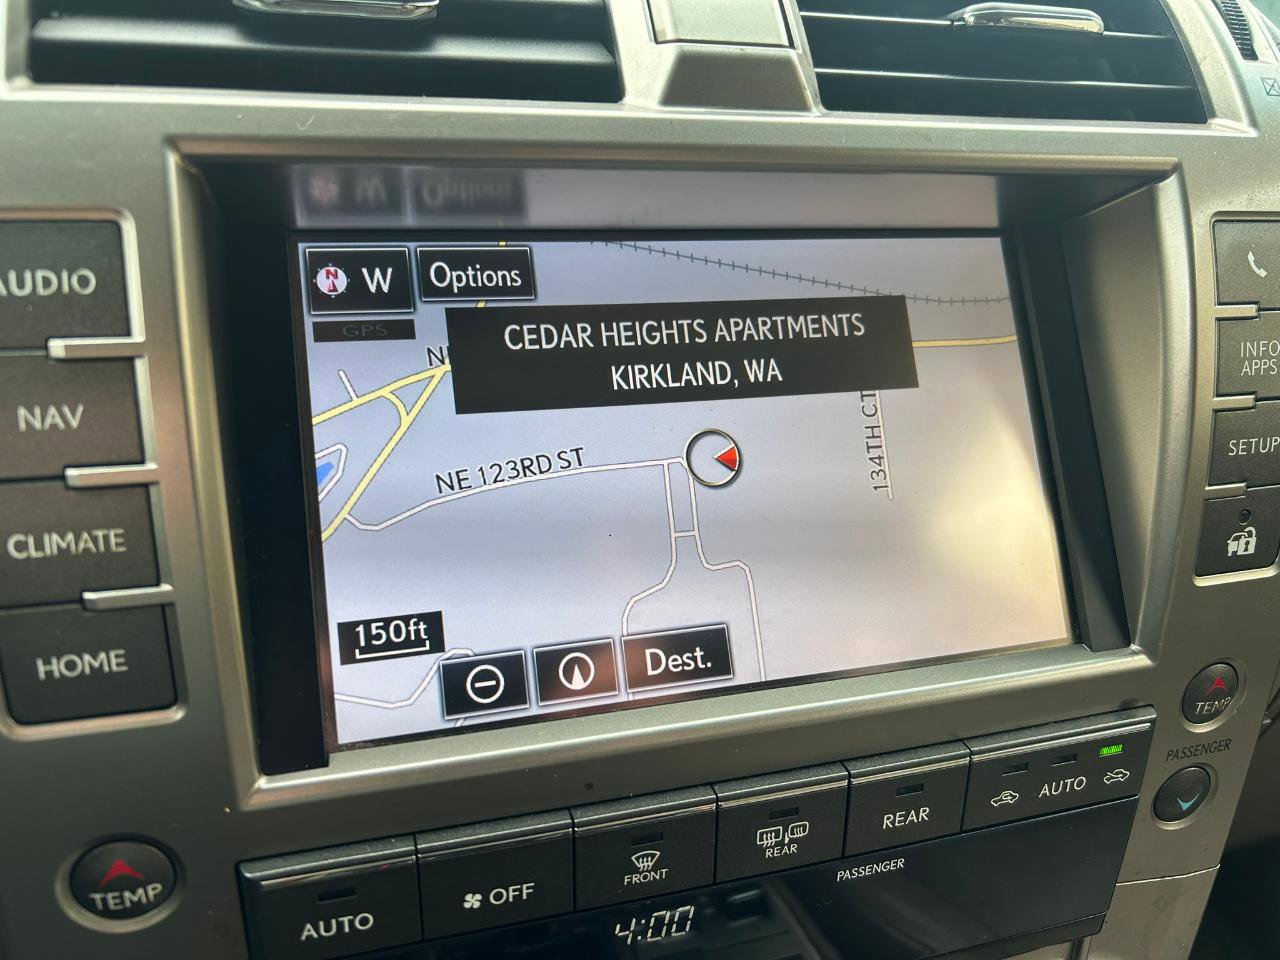 W
Options
GPS
N
W Options
CEDAR HEIGHTS APARTMENTS
KIRKLAND, WA
NE 123RD ST
134TH CT
150ft
Dest.
AUDIO
NAV
CLIMATE
HOME
INFO
APPS
SETUP
TEMP
PASSENGER
TEMP
AUTO
OFF
FRONT
REAR
REAR
AUTO
PASSENGER
4:00